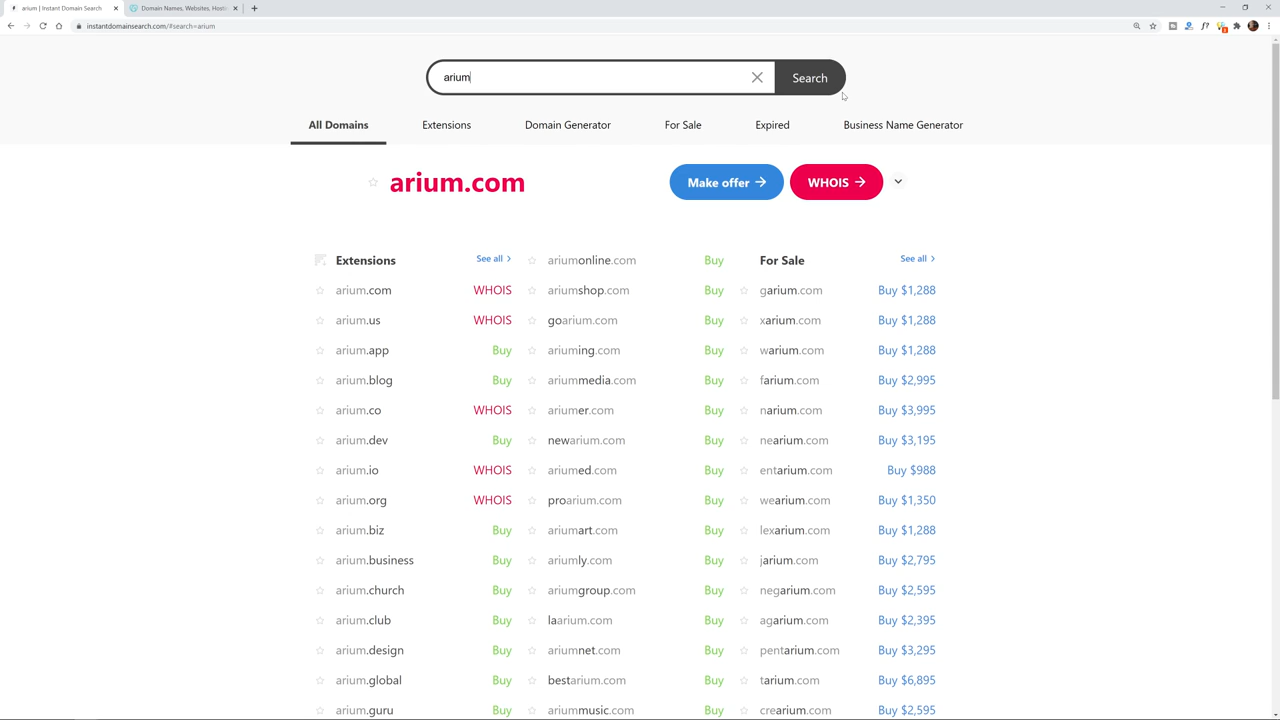 arium | Instant Domain Search
Domain Names, Websites, Hosti
instantdomainsearch.com/#search=arium
arium
Search
All Domains
Extensions
Domain Generator
For Sale
Expired
Business Name Generator
arium.com
Make offer
WHOIS
Extensions
See all
arium.com WHOIS
arium.us WHOIS
arium.app Buy
arium.blog Buy
arium.co WHOIS
arium.dev Buy
arium.io WHOIS
arium.org WHOIS
arium.biz Buy
arium.business Buy
arium.church Buy
arium.club Buy
arium.design Buy
arium.global Buy
arium.guru Buy
ariumonline.com Buy
ariumshop.com Buy
goarium.com Buy
ariuming.com Buy
ariummedia.com Buy
ariumer.com Buy
newarium.com Buy
ariumed.com Buy
proarium.com Buy
ariumart.com Buy
ariumly.com Buy
ariumgroup.com Buy
laarium.com Buy
ariumnet.com Buy
bestarium.com Buy
ariummusic.com Buy
For Sale
See all
garium.com Buy $1,288
xarium.com Buy $1,288
warium.com Buy $1,288
farium.com Buy $2,995
narium.com Buy $3,995
nearium.com Buy $3,195
entarium.com Buy $988
wearium.com Buy $1,350
lexarium.com Buy $1,288
jarium.com Buy $2,795
negarium.com Buy $2,595
agarium.com Buy $2,395
pentarium.com Buy $3,295
tarium.com Buy $6,895
crearium.com Buy $2,595